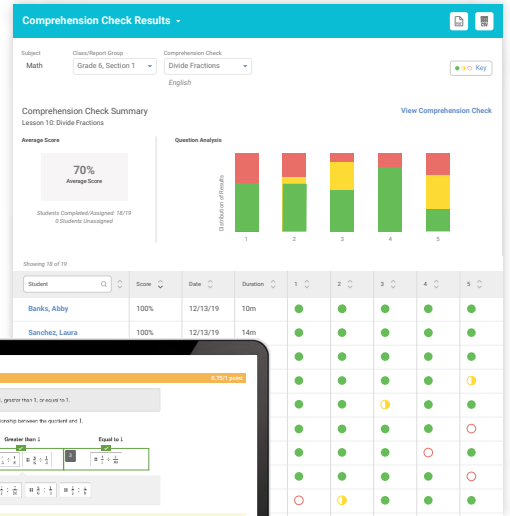 Comprehension Check Results
PDF
CSV
Subject
Class/Report Group
Comprehension Check
Math
Grade 6, Section 1
Divide Fractions
English
Key
Comprehension Check Summary
View Comprehension Check
Lesson 10: Divide Fractions
Average Score
Question Analysis
70%
Average Score
Students Completed/Assigned: 18/19
0 Students Unassigned
Distribution of Results
1 2 3 4 5
Showing 18 of 19
Student Score Date Duration 1 2 3 4 5
Banks, Abby 100% 12/13/19 10m
Sanchez, Laura 100% 12/13/19 14m
0.75/1 point
, greater than 1, or equal to 1.
ionship between the quotient and 1.
Greater than 1 Equal to 1